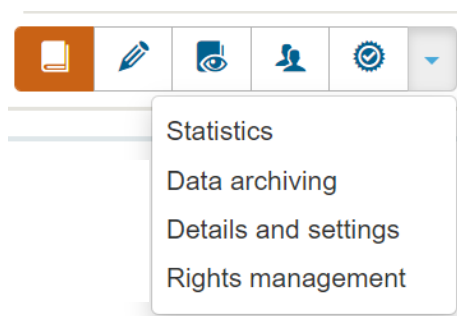 Statistics
Data archiving
Details and settings
Rights management